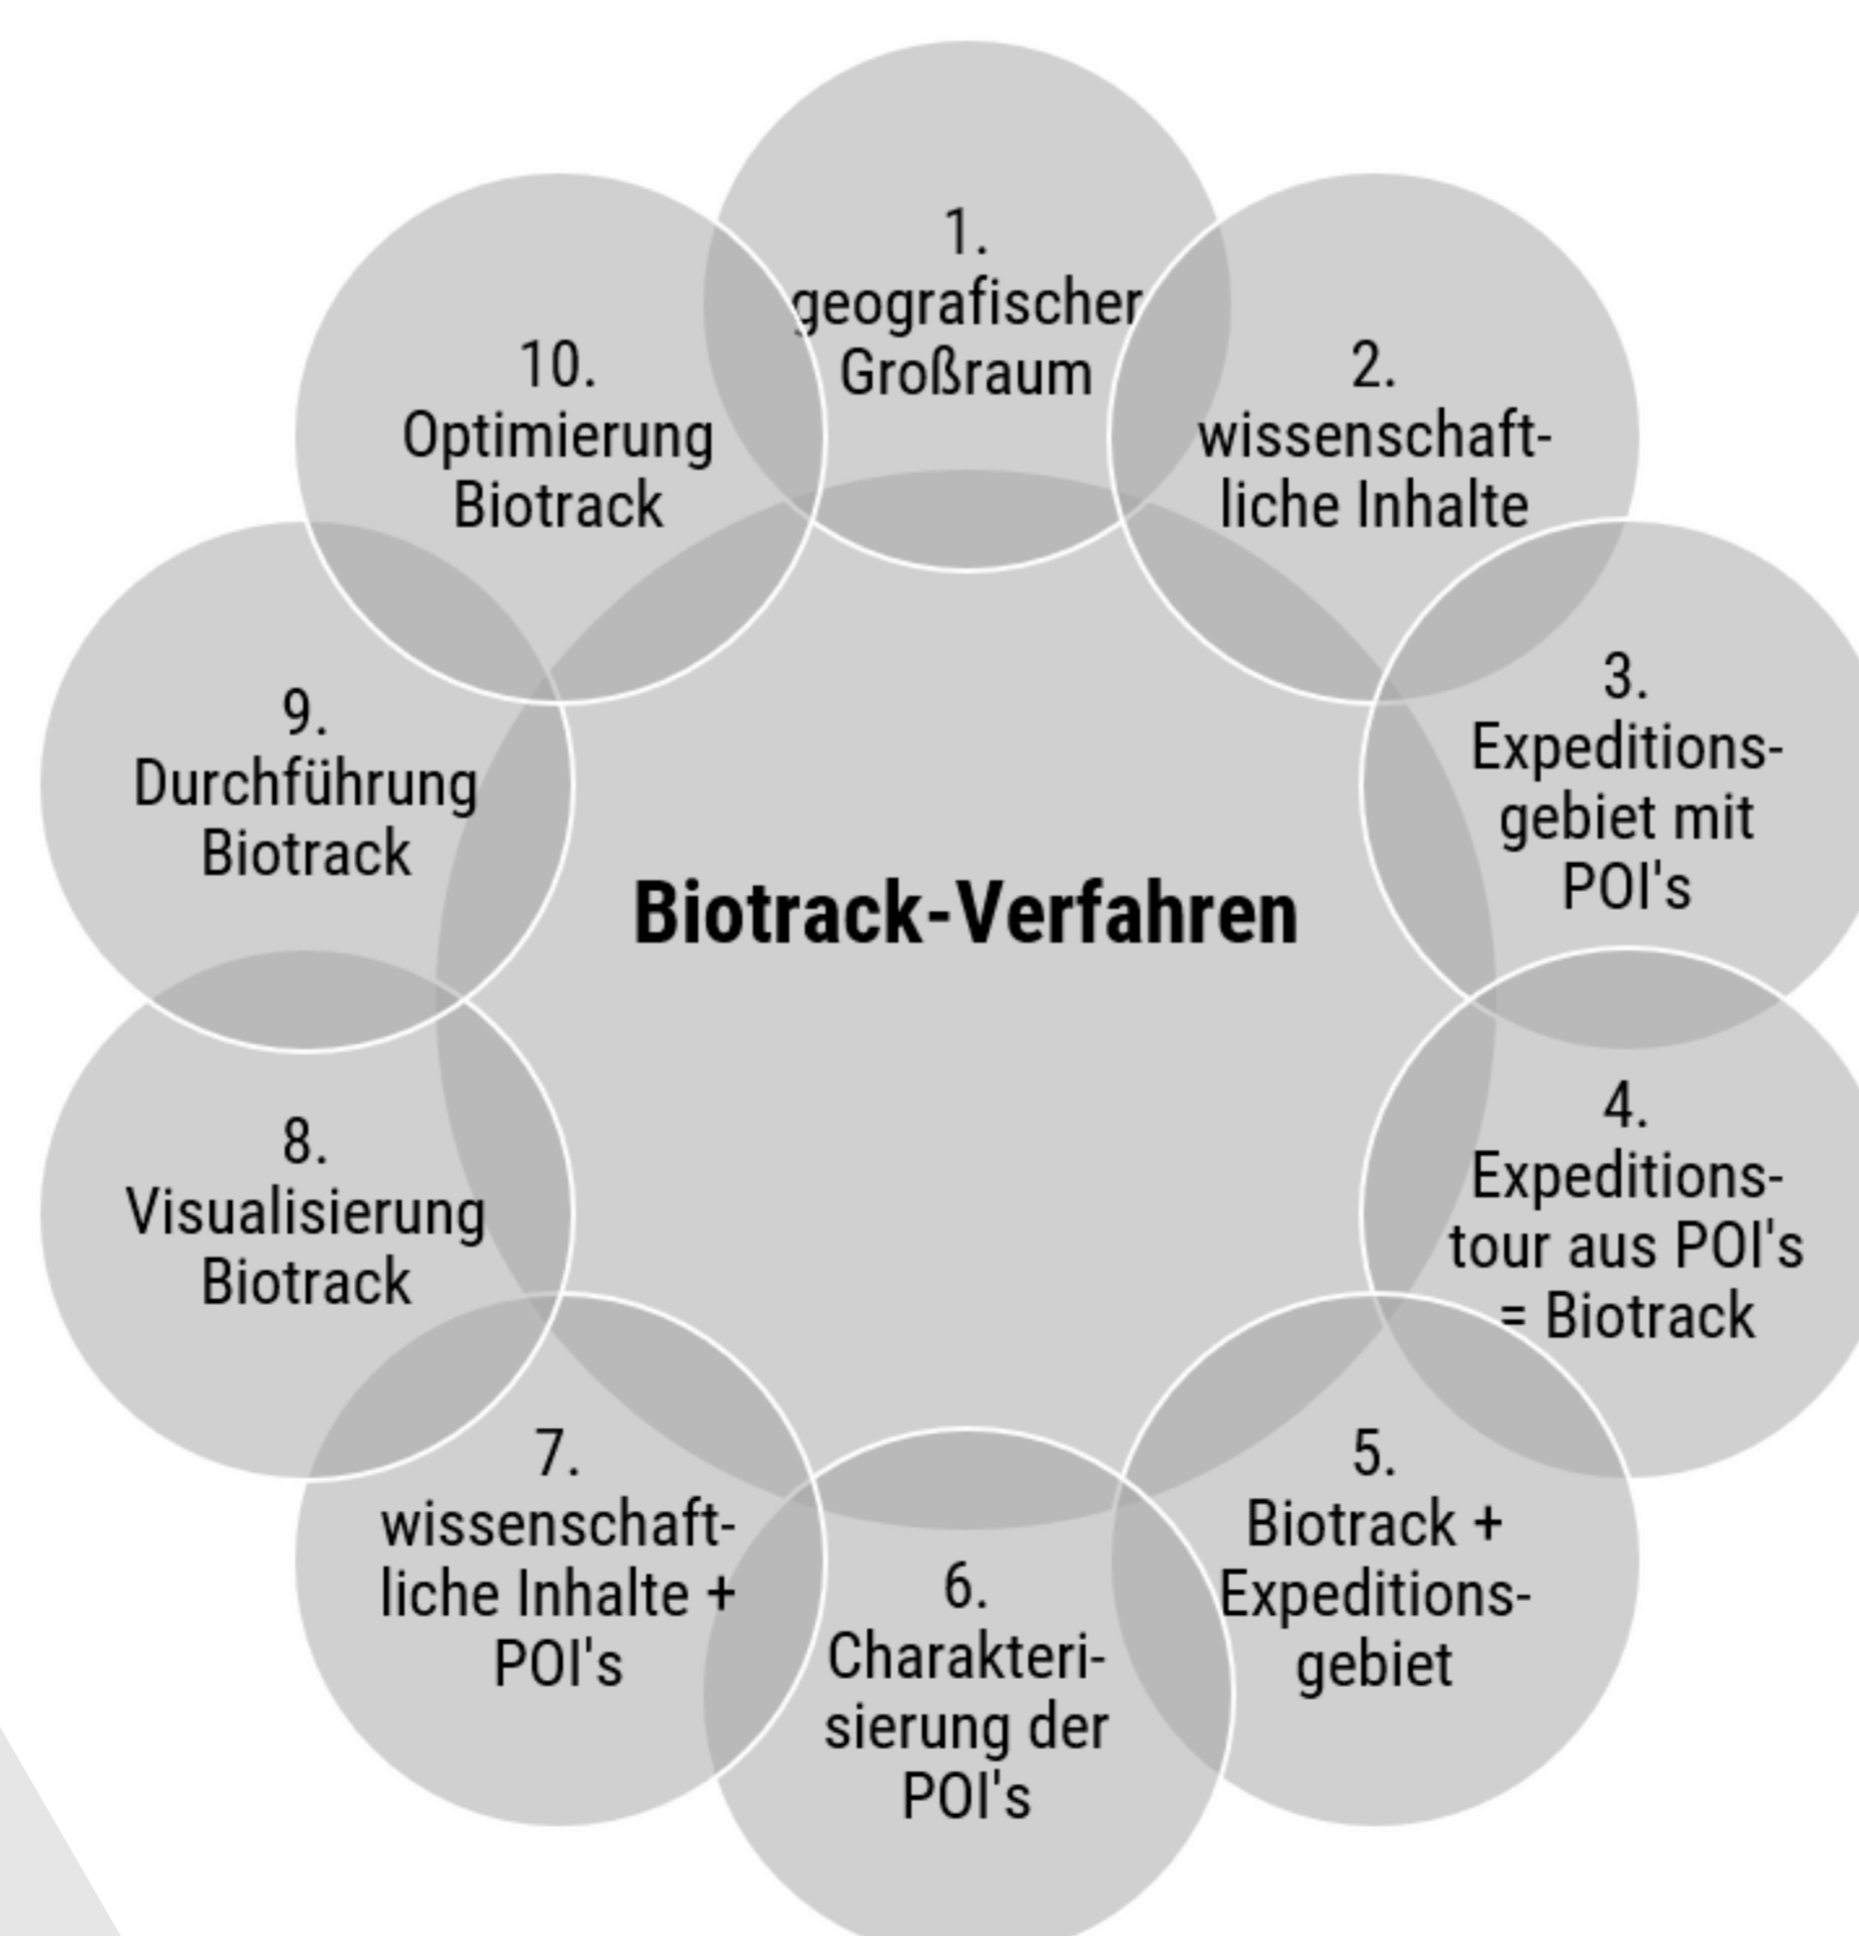 1.
geografischer
Großraum
2.
wissenschaft-
liche Inhalte
3.
Expeditions-
gebiet mit
POI's
4.
Expeditions-
tour aus POI's
= Biotrack
5.
Biotrack +
Expeditions-
gebiet
6.
Charakteri-
sierung der
POI's
7.
wissenschaft-
liche Inhalte +
POI's
8.
Visualisierung
Biotrack
9.
Durchführung
Biotrack
10.
Optimierung
Biotrack
Biotrack-Verfahren